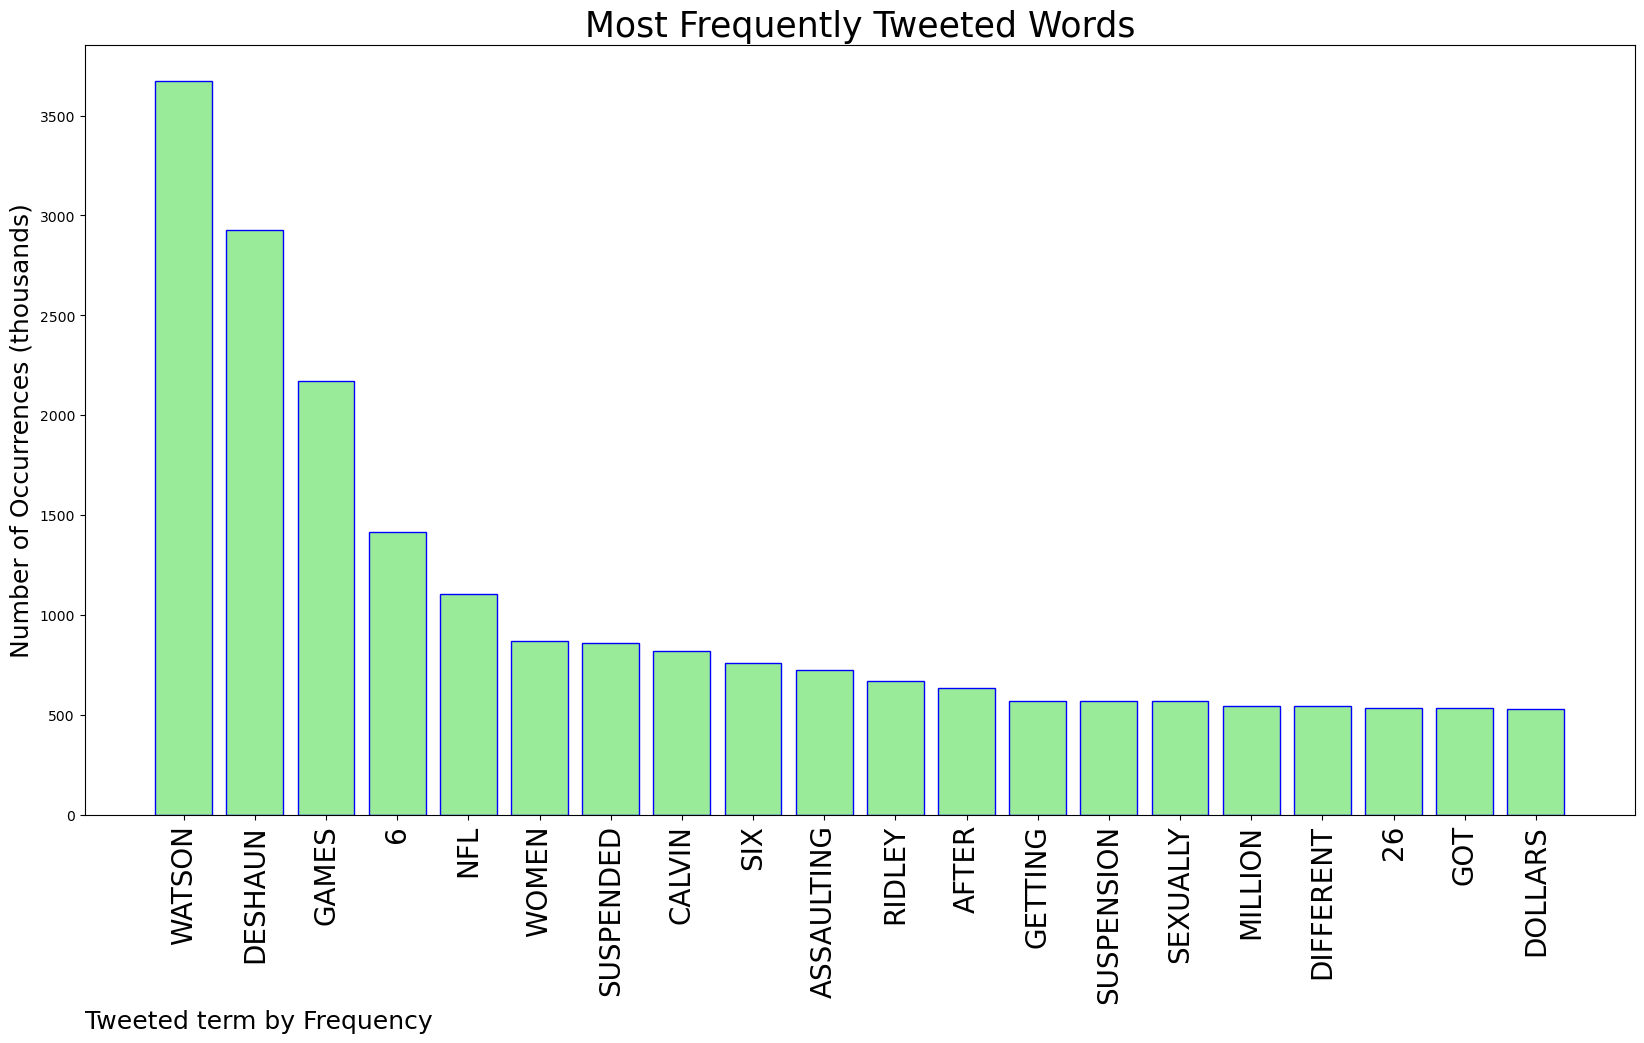 Most Frequently Tweeted Words
Number of Occurrences (thousands)
3500
3000
2500
2000
1500
1000
500
0
WATSON
DESHAUN
GAMES
6
NFL
WOMEN
SUSPENDED
CALVIN
SIX
ASSAULTING
RIDLEY
AFTER
GETTING
SUSPENSION
SEXUALLY
MILLION
DIFFERENT
26
GOT
DOLLARS
Tweeted term by Frequency